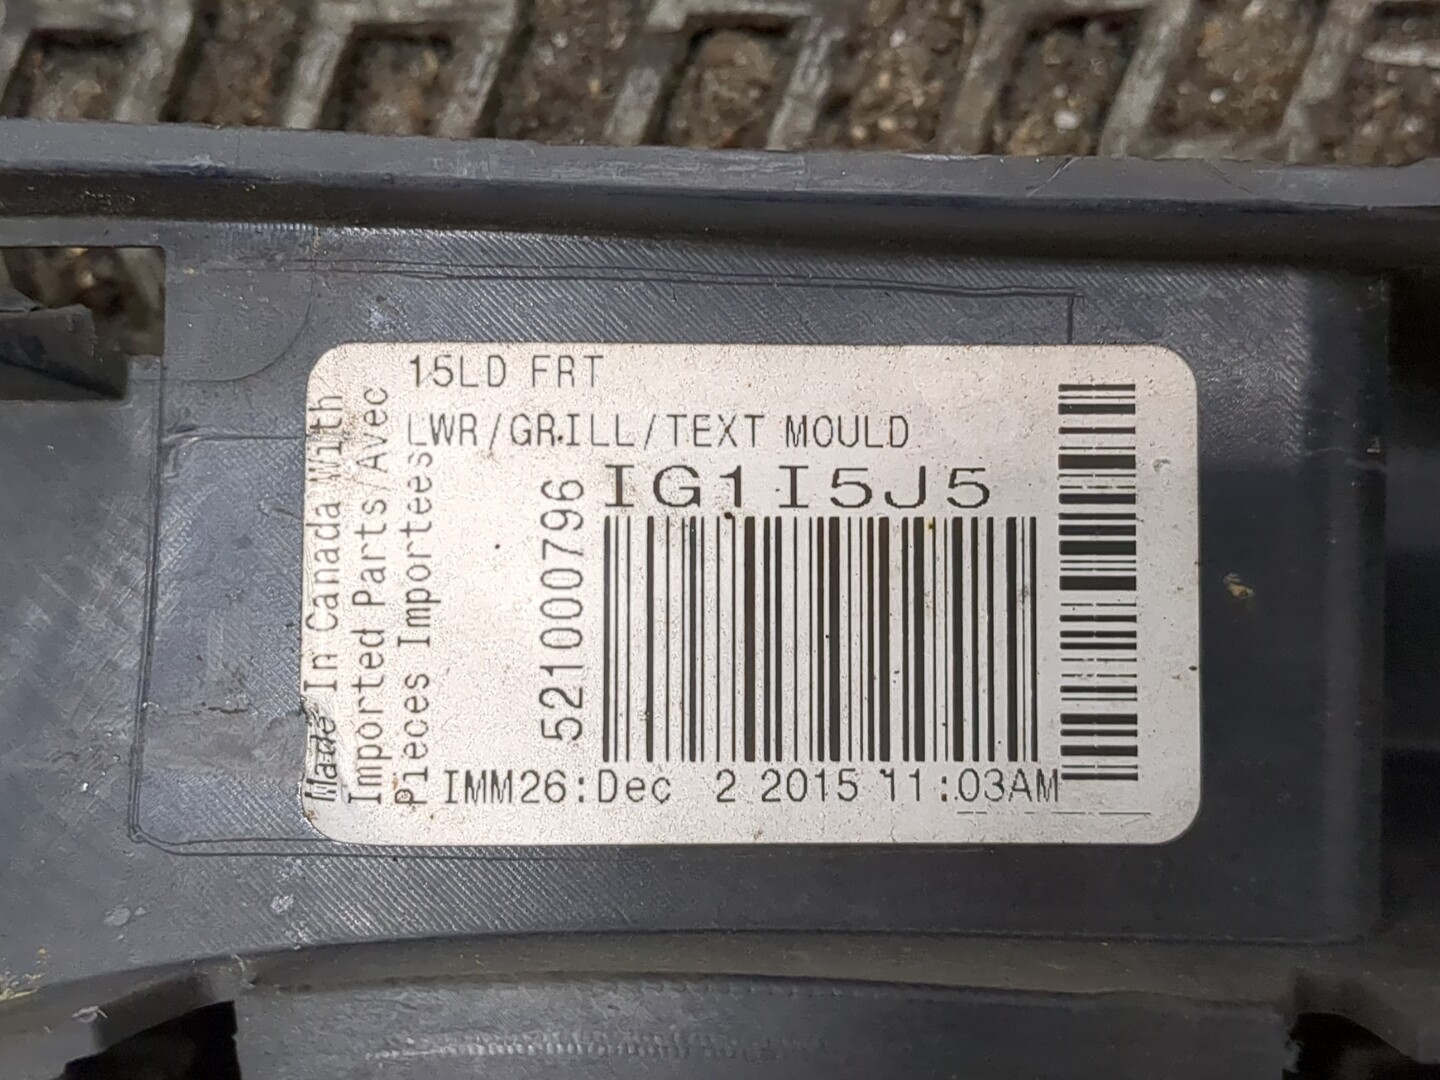 15LD FRT
LWR/GRILL/TEXT MOULD
IG1I5J5
521000796
Made In Canada With
Imported Parts/Avec
Pieces Importees
IMM26:Dec 2 2015 11:03AM